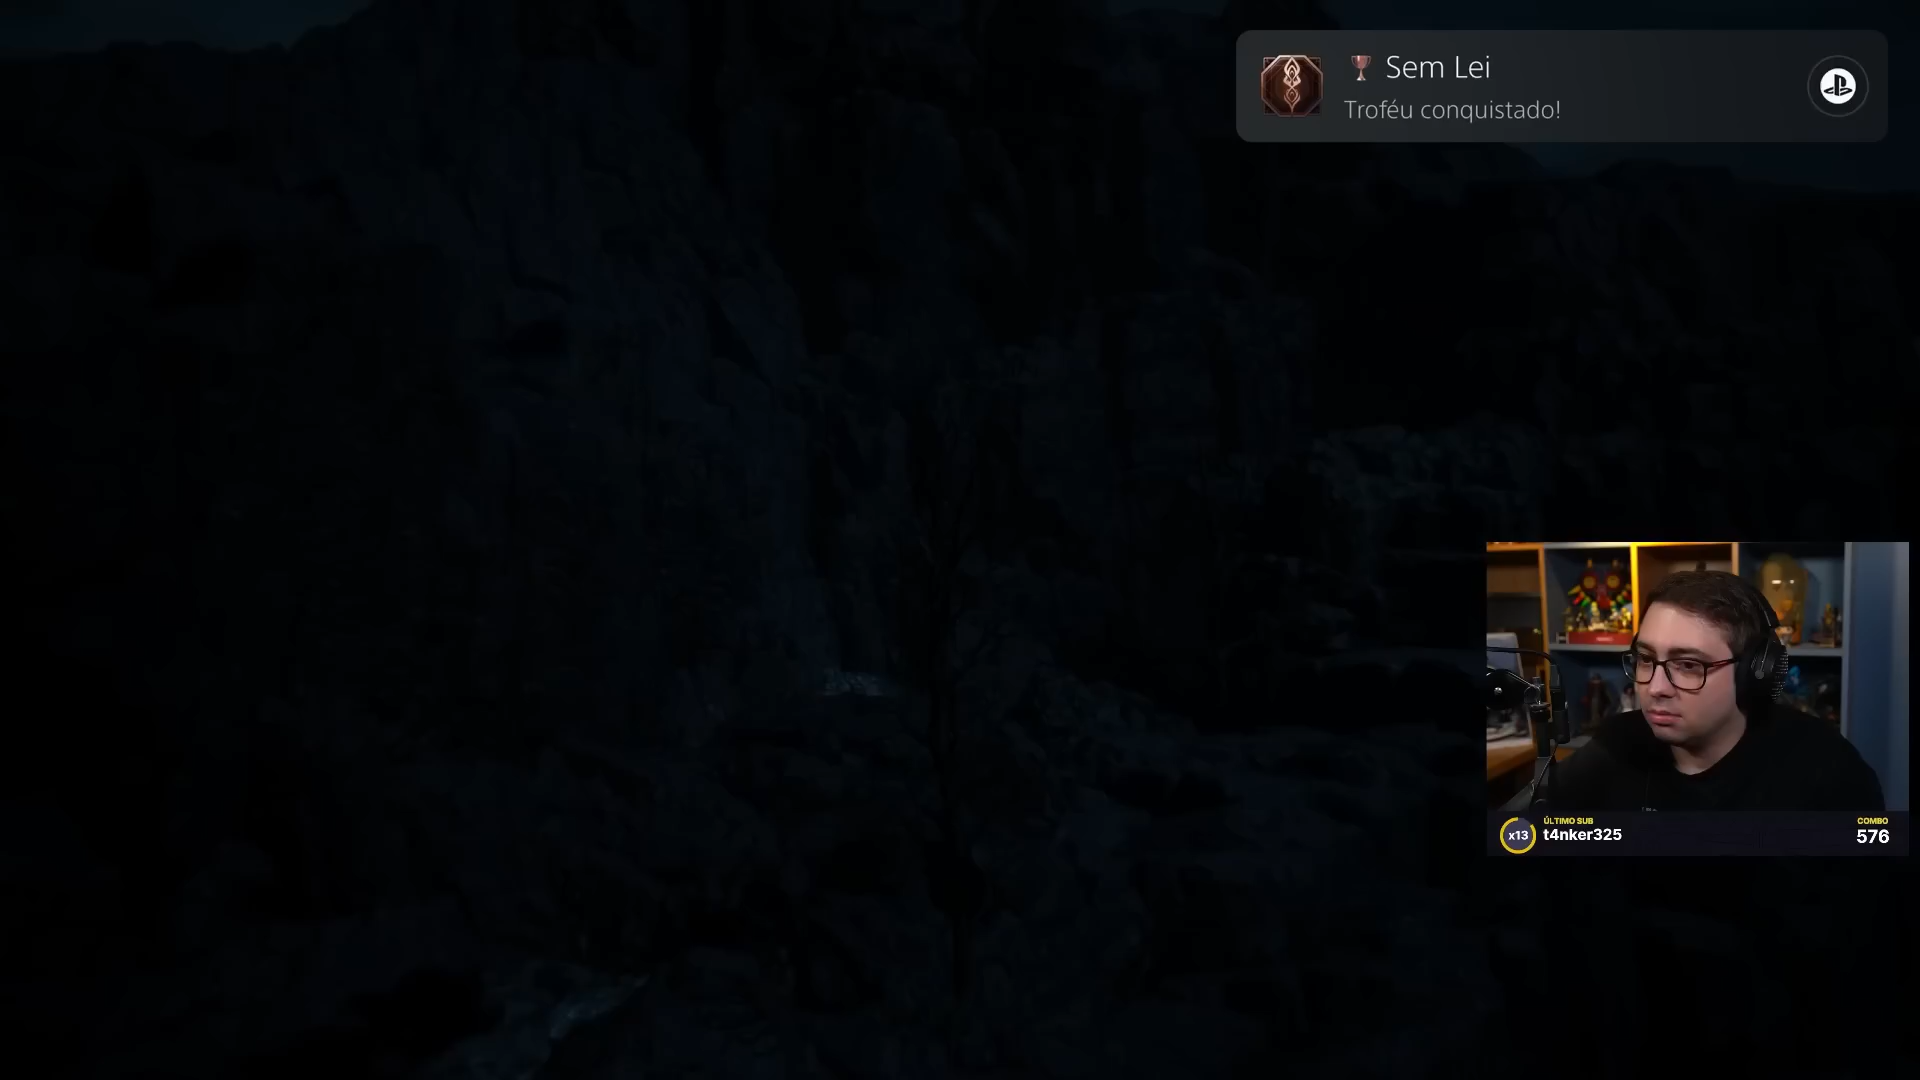 Sem Lei
Troféu conquistado!
x13
ÚLTIMO SUB
t4nker325
COMBO
576